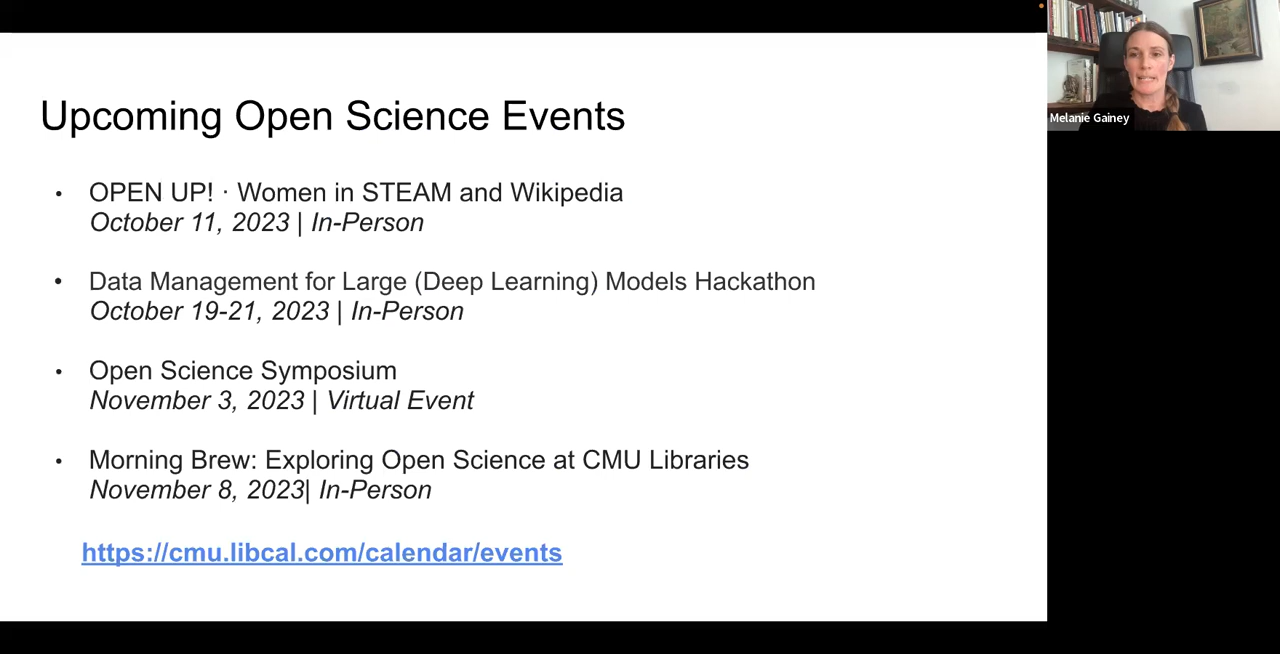 Upcoming Open Science Events
• OPEN UP! · Women in STEAM and Wikipedia
October 11, 2023 | In-Person
• Data Management for Large (Deep Learning) Models Hackathon
October 19-21, 2023 | In-Person
• Open Science Symposium
November 3, 2023 | Virtual Event
• Morning Brew: Exploring Open Science at CMU Libraries
November 8, 2023| In-Person
https://cmu.libcal.com/calendar/events
Melanie Gainey